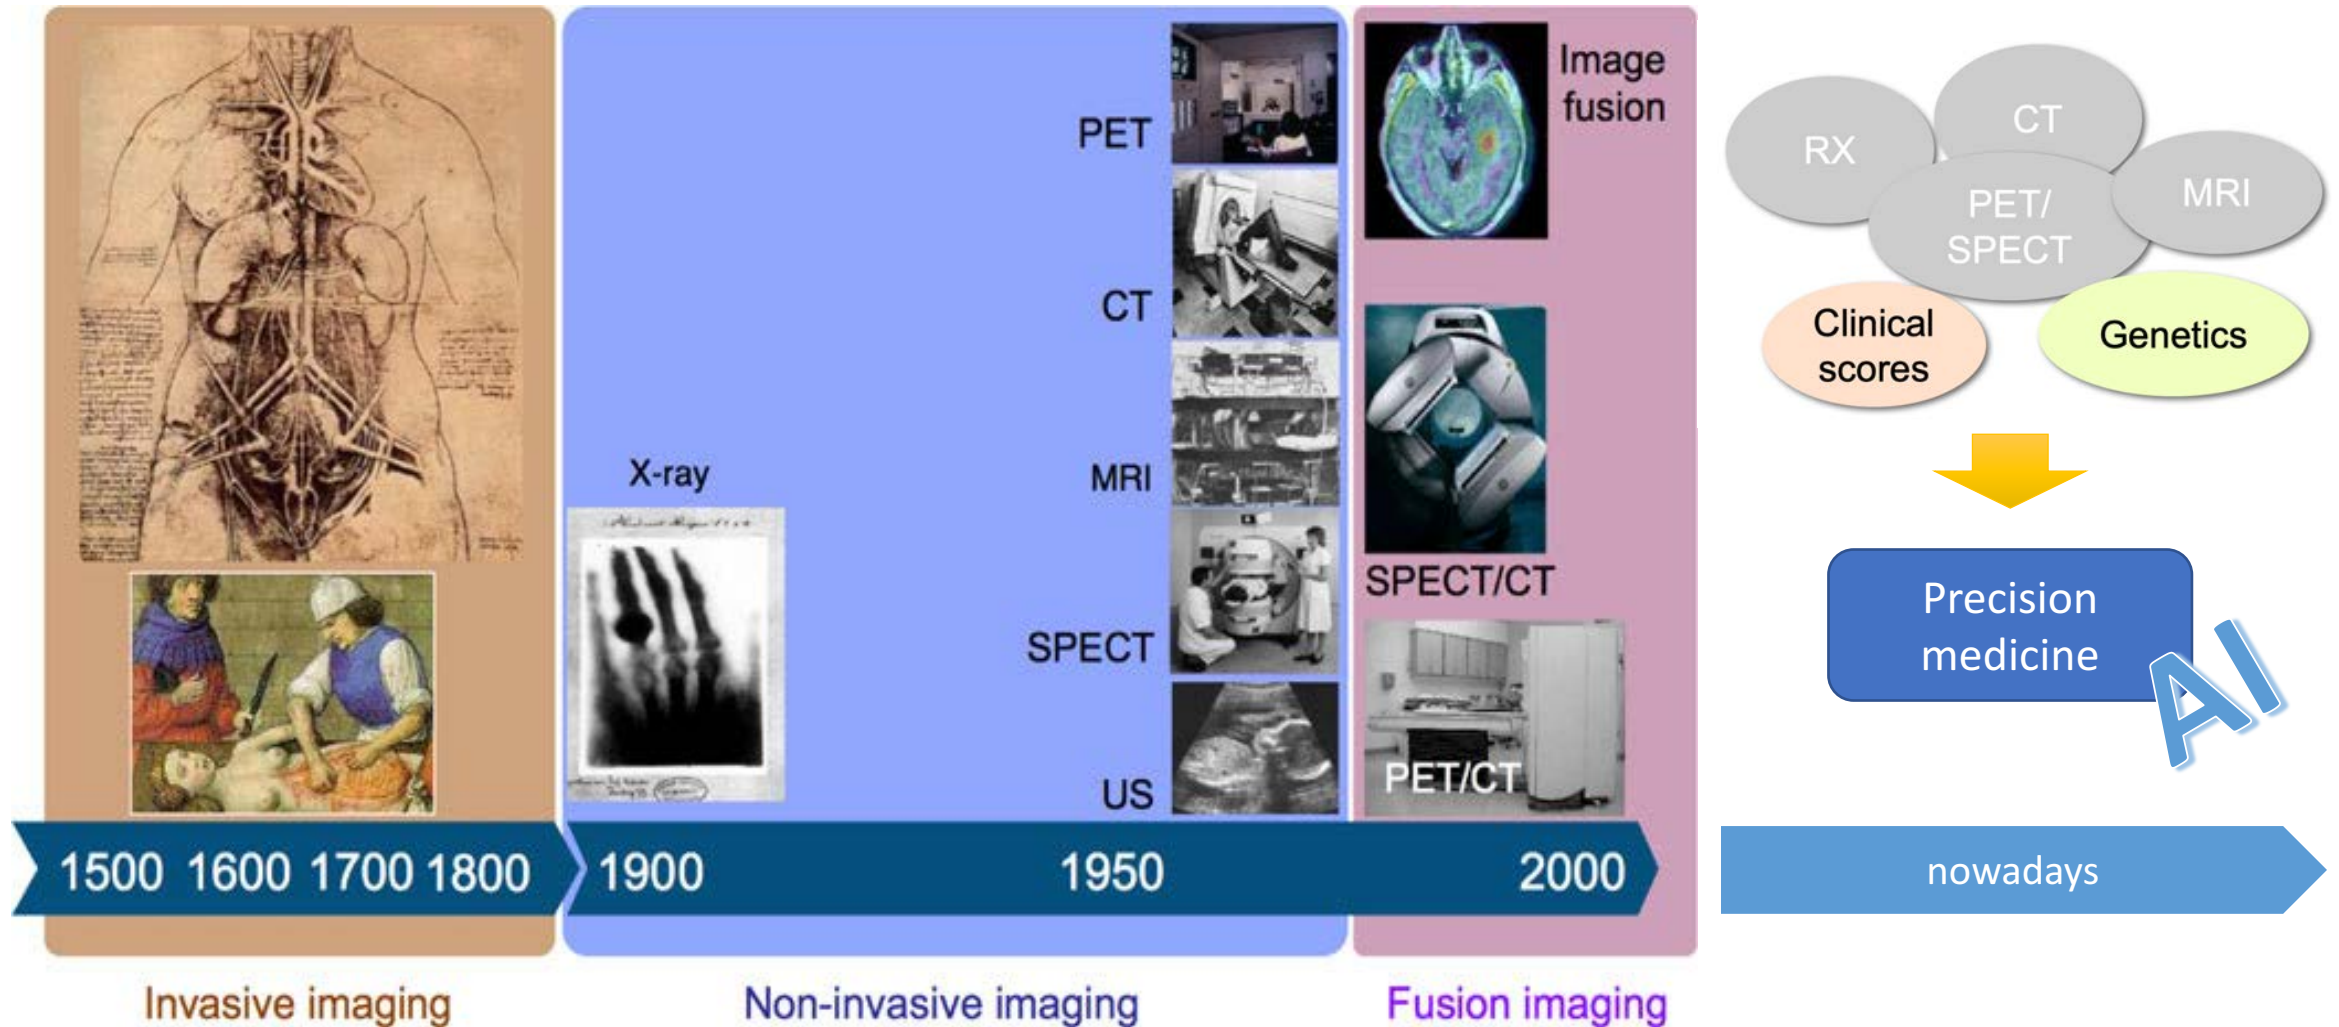 PET
CT
X-ray
MRI
SPECT
US
Image
fusion
SPECT/CT
PET/CT
RX
CT
PET/
SPECT
MRI
Clinical
scores
Genetics
Precision
medicine
AI
1500 1600 1700 1800
1900
1950
2000
nowadays
Invasive imaging
Non-invasive imaging
Fusion imaging